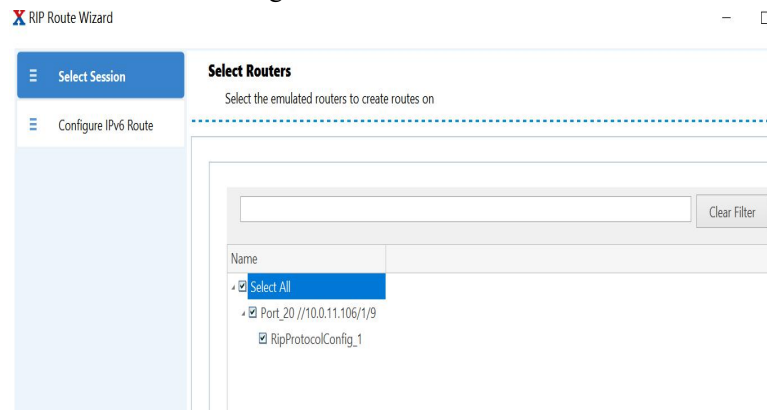 RIP Route Wizard
Select Session
Configure IPv6 Route
Select Routers
Select the emulated routers to create routes on
Clear Filter
Name
Select All
Port_20 //10.0.11.106/1/9
RipProtocolConfig_1